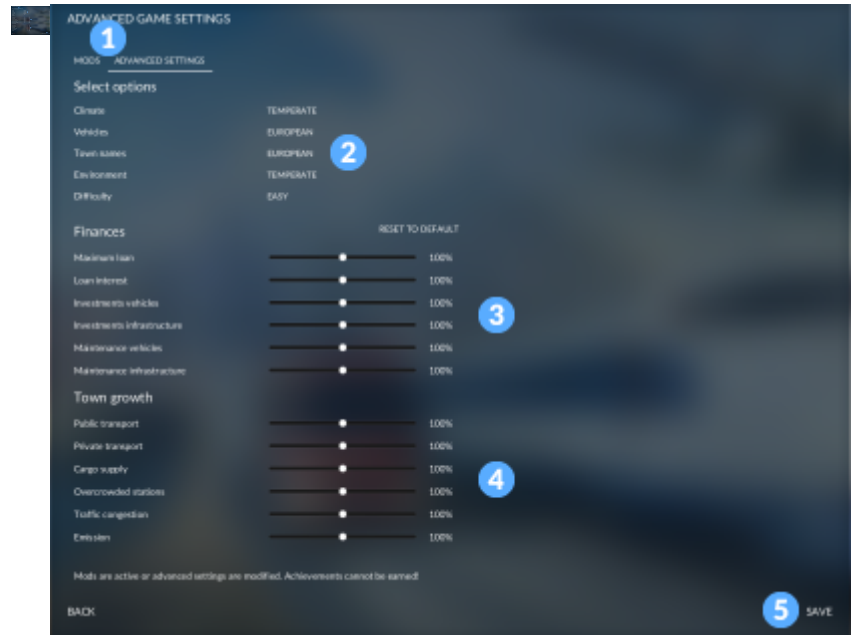 ADVANCED GAME SETTINGS
1
MODS ADVANCED SETTINGS
Select options
Climate TEMPERATE
Vehicles EUROPEAN
Town names EUROPEAN 2
Environment TEMPERATE
Difficulty EASY
Finances RESET TO DEFAULT
Maximum loan 100%
Loan interest 100%
Investments vehicles 100%
3
Investments infrastructure 100%
Maintenance vehicles 100%
Maintenance infrastructure 100%
Town growth
Public transport 100%
Private transport 100%
Cargo supply 100%
4
Overcrowded stations 100%
Traffic congestion 100%
Emission 100%
Mods are active or advanced settings are modified. Achievements cannot be earned!
BACK 5 SAVE